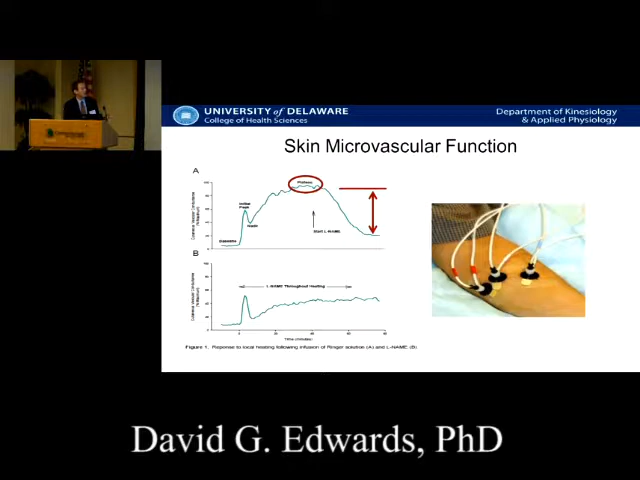 UNIVERSITY of DELAWARE
College of Health Sciences
Department of Kinesiology
& Applied Physiology
Skin Microvascular Function
A
Plateau
Initial
Peak
Nadir
Baseline
Start L-NAME
B
L-NAME Throughout Heating
Time (minutes)
Figure 1. Reponse to local heating following infusion of Ringer solution (A) and L-NAME (B)
David G. Edwards, PhD